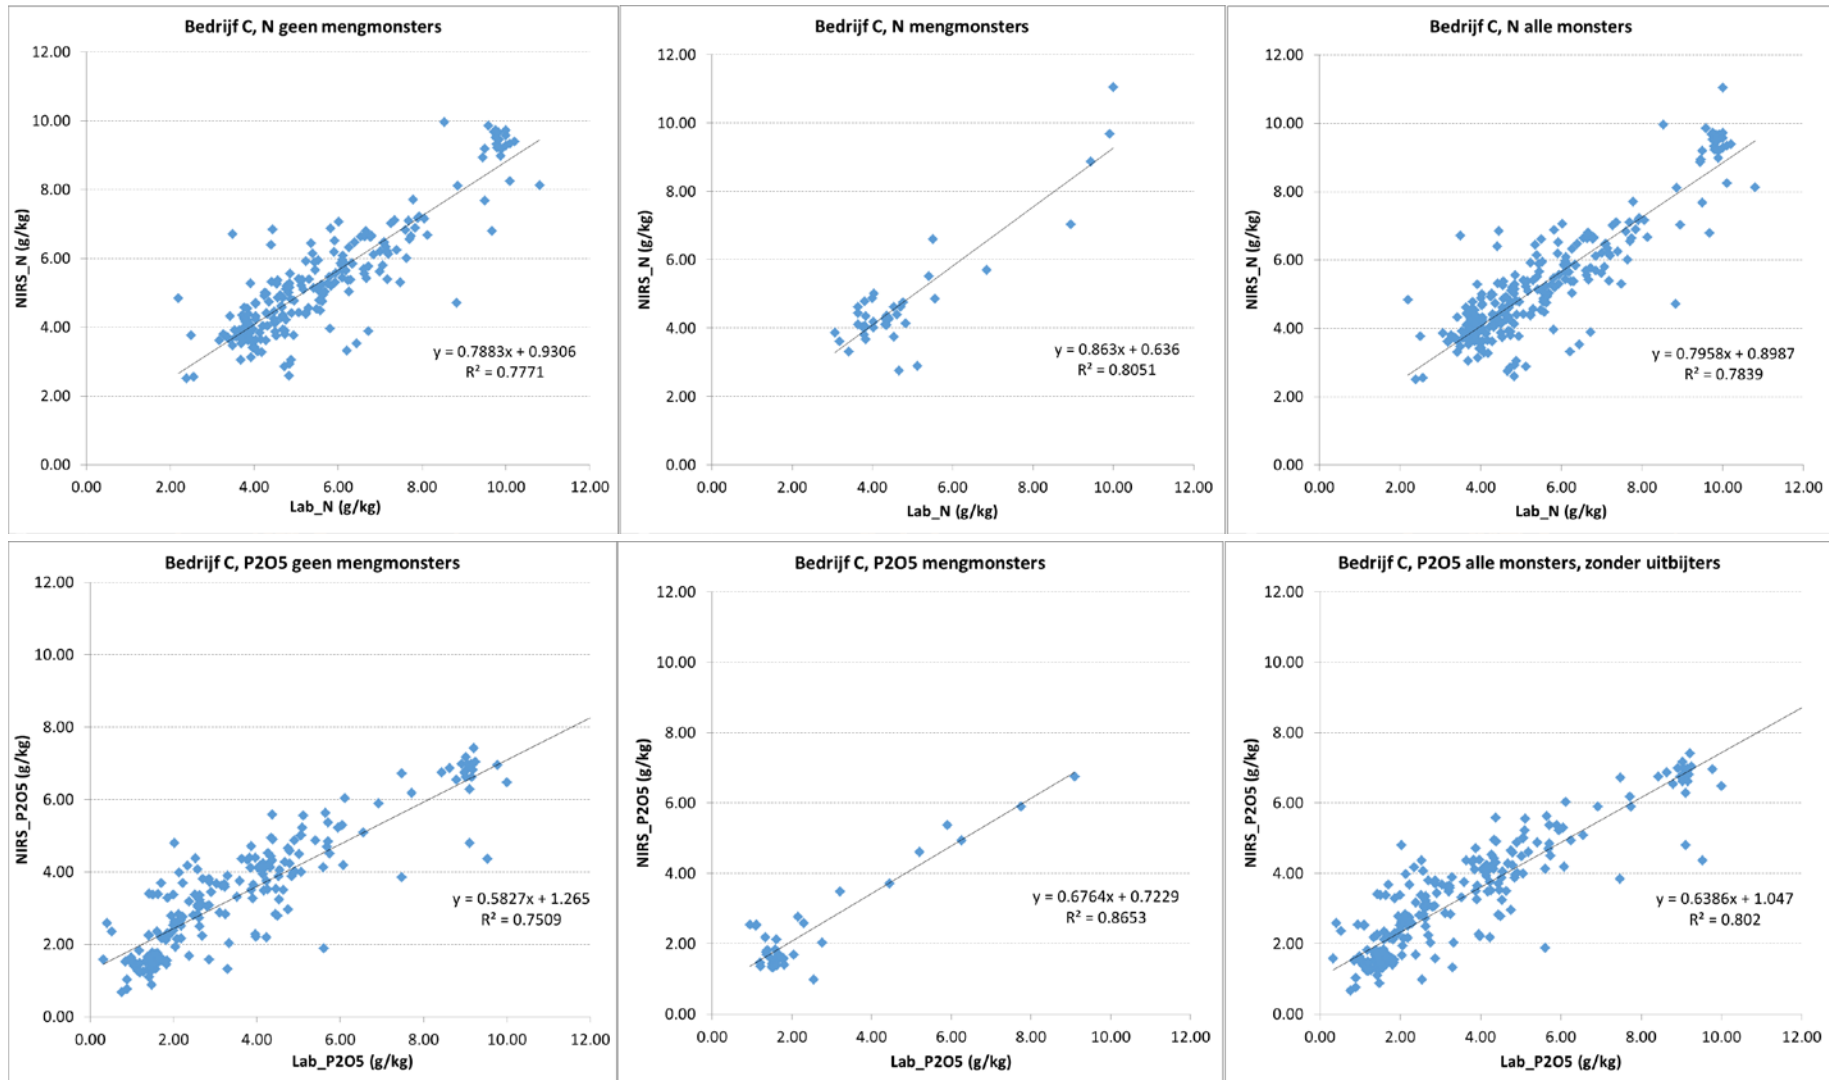 Bedrijf C, N geen mengmonsters
12.00
10.00
8.00
6.00
4.00
2.00
0.00
NIRS_N (g/kg)
y = 0.7883x + 0.9306
R² = 0.7771
0.00 2.00 4.00 6.00 8.00 10.00 12.00
Lab_N (g/kg)
Bedrijf C, N mengmonsters
12.00
10.00
8.00
6.00
4.00
2.00
0.00
NIRS_N (g/kg)
y = 0.863x + 0.636
R² = 0.8051
0.00 2.00 4.00 6.00 8.00 10.00 12.00
Lab_N (g/kg)
Bedrijf C, N alle monsters
12.00
10.00
8.00
6.00
4.00
2.00
0.00
NIRS_N (g/kg)
y = 0.7958x + 0.8987
R² = 0.7839
0.00 2.00 4.00 6.00 8.00 10.00 12.00
Lab_N (g/kg)
Bedrijf C, P2O5 geen mengmonsters
12.00
10.00
8.00
6.00
4.00
2.00
0.00
NIRS_P2O5 (g/kg)
y = 0.5827x + 1.265
R² = 0.7509
0.00 2.00 4.00 6.00 8.00 10.00 12.00
Lab_P2O5 (g/kg)
Bedrijf C, P2O5 mengmonsters
12.00
10.00
8.00
6.00
4.00
2.00
0.00
NIRS_P2O5 (g/kg)
y = 0.6764x + 0.7229
R² = 0.8653
0.00 2.00 4.00 6.00 8.00 10.00 12.00
Lab_P2O5 (g/kg)
Bedrijf C, P2O5 alle monsters, zonder uitbijters
12.00
10.00
8.00
6.00
4.00
2.00
0.00
NIRS_P2O5 (g/kg)
y = 0.6386x + 1.047
R² = 0.802
0.00 2.00 4.00 6.00 8.00 10.00 12.00
Lab_P2O5 (g/kg)